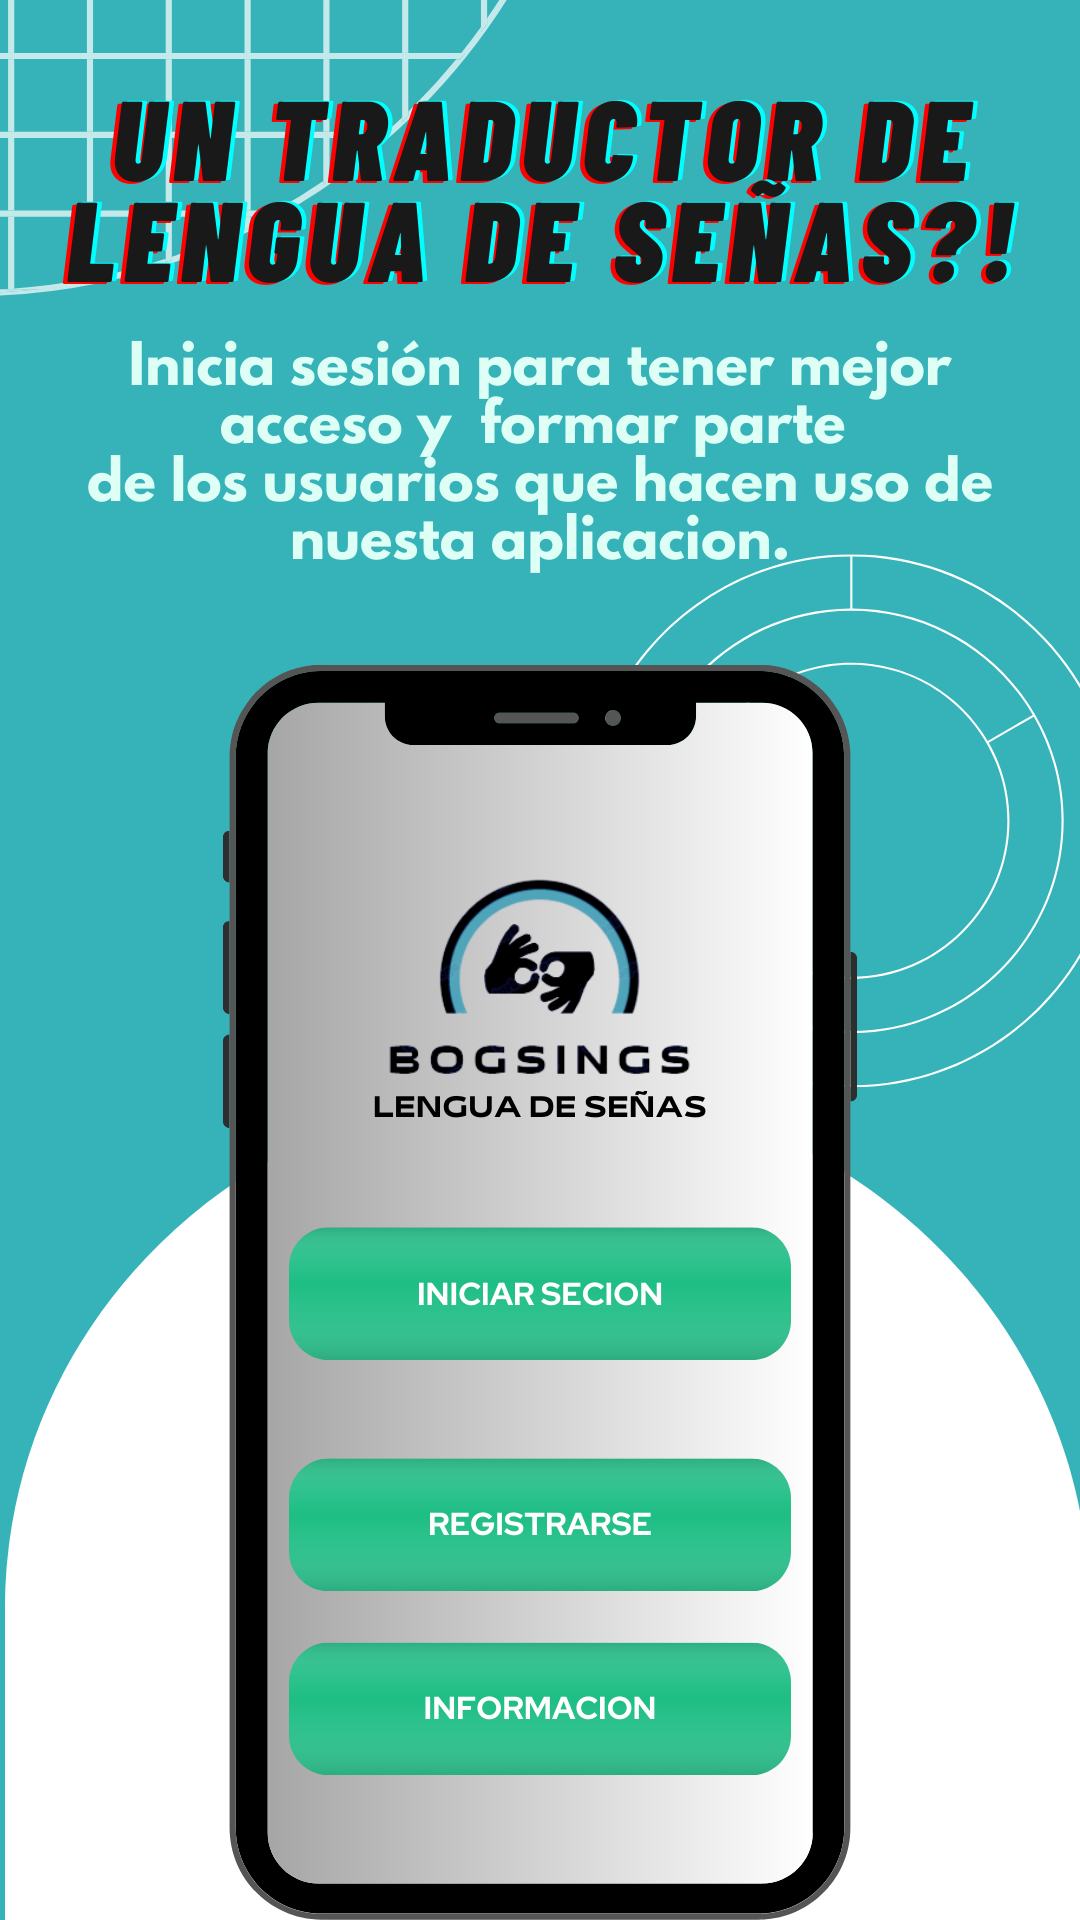 UN TRADUCTOR DE
LENGUA DE SEÑAS?!
Inicia sesión para tener mejor
acceso y  formar parte
de los usuarios que hacen uso de
nuesta aplicacion.
BOGSINGS
LENGUA DE SEÑAS
INICIAR SECION
REGISTRARSE
INFORMACION